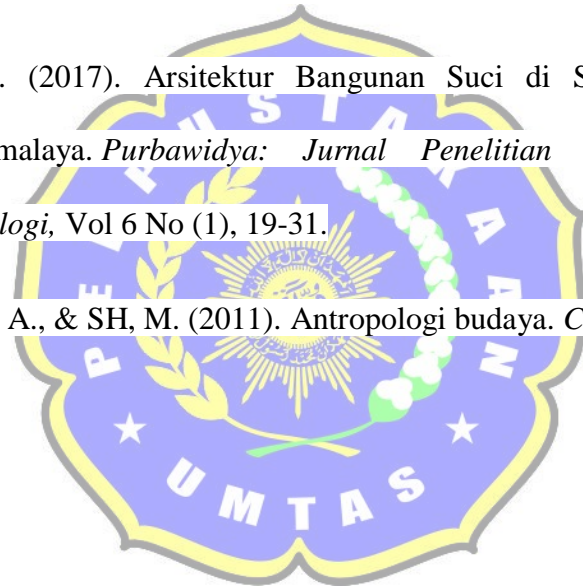 . (2017). Arsitektur Bangunan Suci di S
malaya. Purbawidya: Jurnal Penelitian
logi, Vol 6 No (1), 19-31.
A., & SH, M. (2011). Antropologi budaya. C
PERPUSTAKAAN
UMTAS